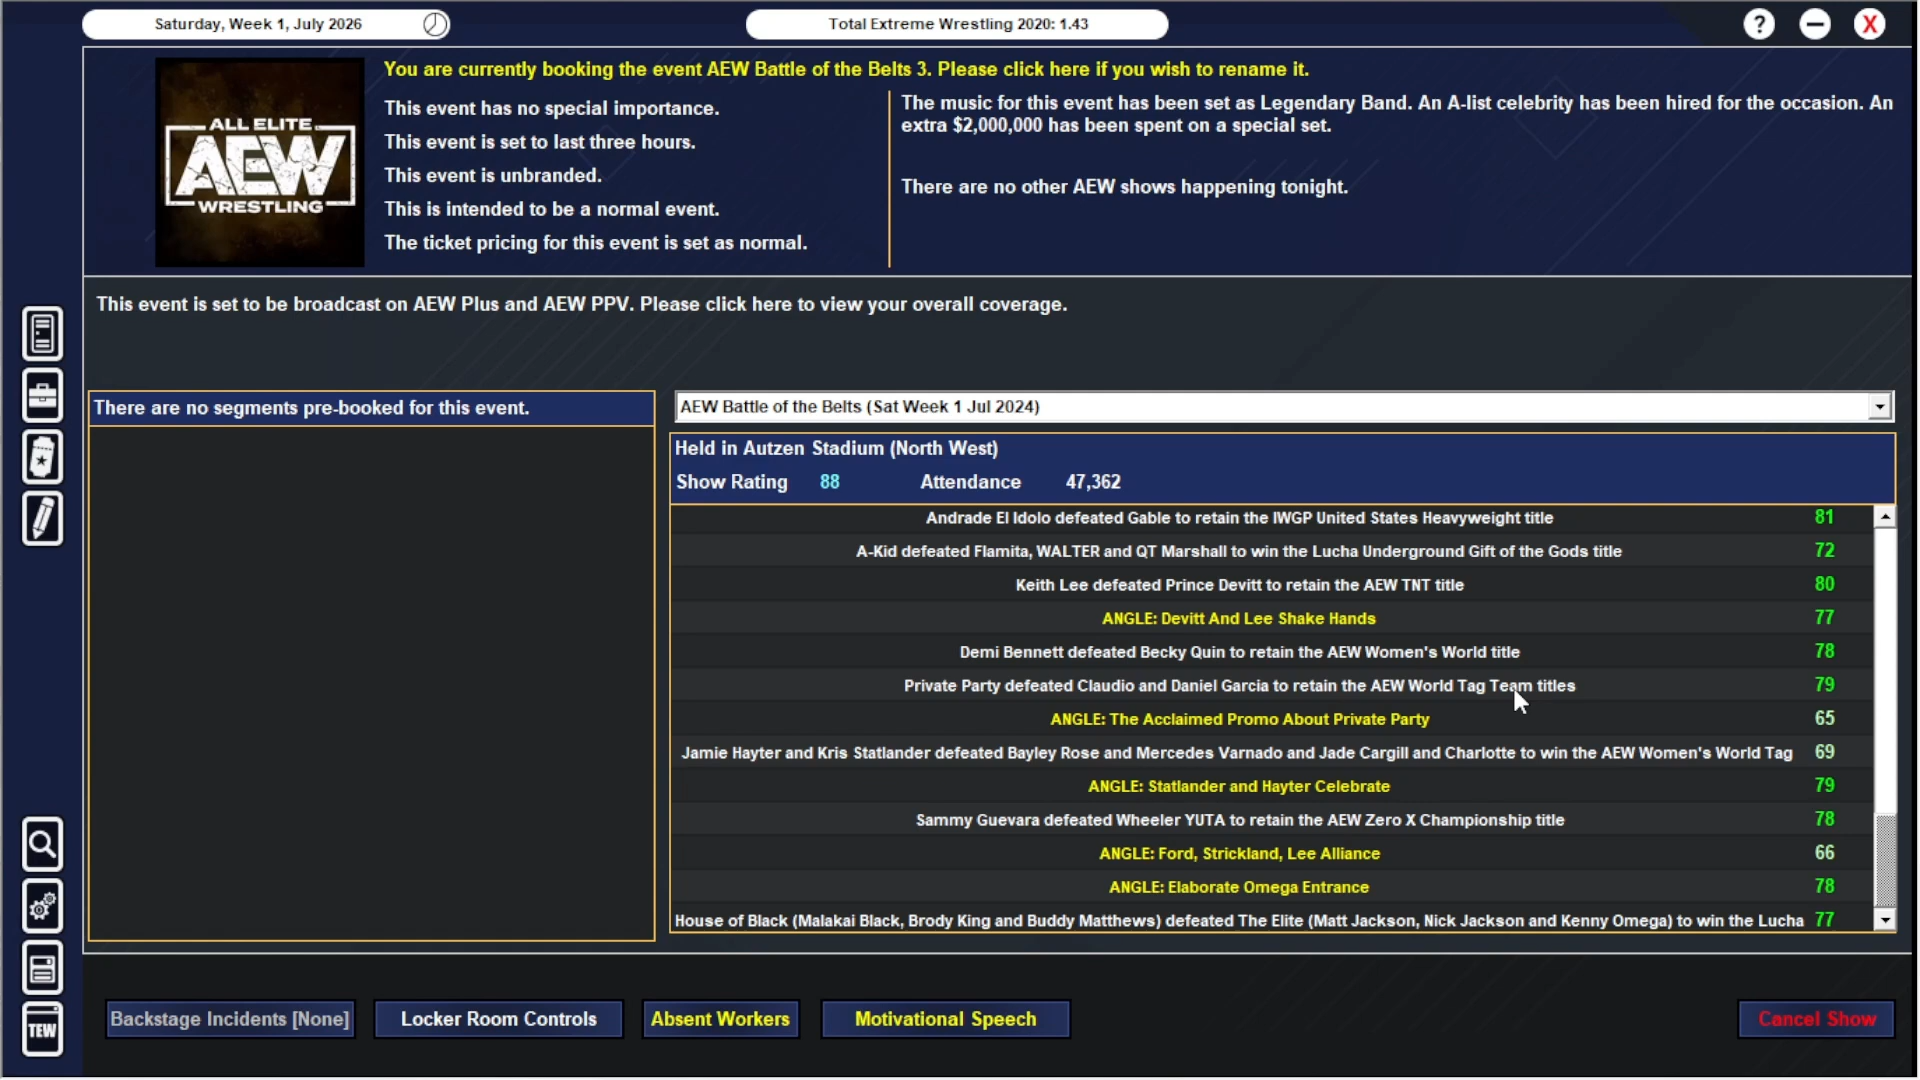 Saturday, Week 1, July 2026
Total Extreme Wrestling 2020: 1.43
?
X
ALL ELITE
AEW
WRESTLING
You are currently booking the event AEW Battle of the Belts 3. Please click here if you wish to rename it.
This event has no special importance.
This event is set to last three hours.
This event is unbranded.
This is intended to be a normal event.
The ticket pricing for this event is set as normal.
The music for this event has been set as Legendary Band. An A-list celebrity has been hired for the occasion. An
extra $2,000,000 has been spent on a special set.
There are no other AEW shows happening tonight.
This event is set to be broadcast on AEW Plus and AEW PPV. Please click here to view your overall coverage.
There are no segments pre-booked for this event.
AEW Battle of the Belts (Sat Week 1 Jul 2024)
Held in Autzen Stadium (North West)
Show Rating 88 Attendance 47,362
Andrade El Idolo defeated Gable to retain the IWGP United States Heavyweight title 81
A-Kid defeated Flamita, WALTER and QT Marshall to win the Lucha Underground Gift of the Gods title 72
Keith Lee defeated Prince Devitt to retain the AEW TNT title 80
ANGLE: Devitt And Lee Shake Hands 77
Demi Bennett defeated Becky Quin to retain the AEW Women's World title 78
Private Party defeated Claudio and Daniel Garcia to retain the AEW World Tag Team titles 79
ANGLE: The Acclaimed Promo About Private Party 65
Jamie Hayter and Kris Statlander defeated Bayley Rose and Mercedes Varnado and Jade Cargill and Charlotte to win the AEW Women's World Tag 69
ANGLE: Statlander and Hayter Celebrate 79
Sammy Guevara defeated Wheeler YUTA to retain the AEW Zero X Championship title 78
ANGLE: Ford, Strickland, Lee Alliance 66
ANGLE: Elaborate Omega Entrance 78
House of Black (Malakai Black, Brody King and Buddy Matthews) defeated The Elite (Matt Jackson, Nick Jackson and Kenny Omega) to win the Lucha 77
TEW
Backstage Incidents [None]
Locker Room Controls
Absent Workers
Motivational Speech
Cancel Show